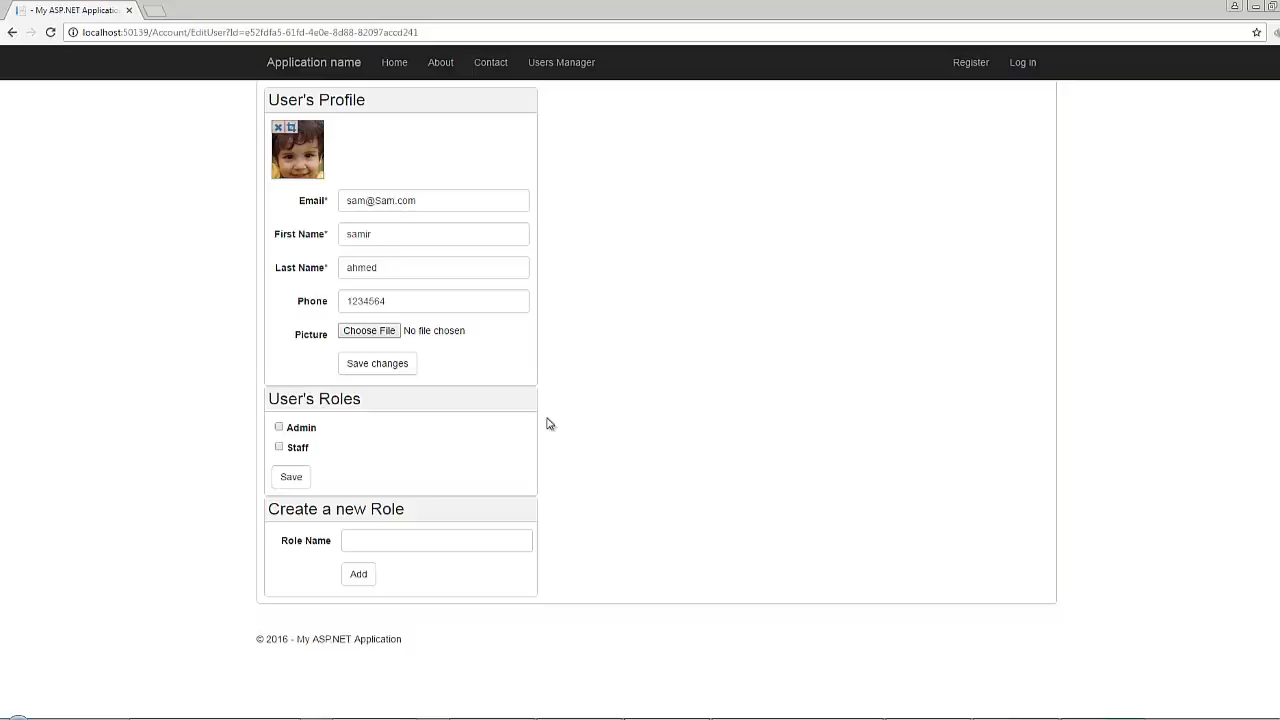 - My ASP.NET Applicatio
localhost:50139/Account/EditUser?Id=e52fdfa5-61fd-4e0e-8d88-82097accd241
Application name Home About Contact Users Manager Register Log in
User's Profile
Email* sam@Sam.com
First Name* samir
Last Name* ahmed
Phone 1234564
Picture Choose File No file chosen
Save changes
User's Roles
Admin
Staff
Save
Create a new Role
Role Name
Add
© 2016 - My ASP.NET Application